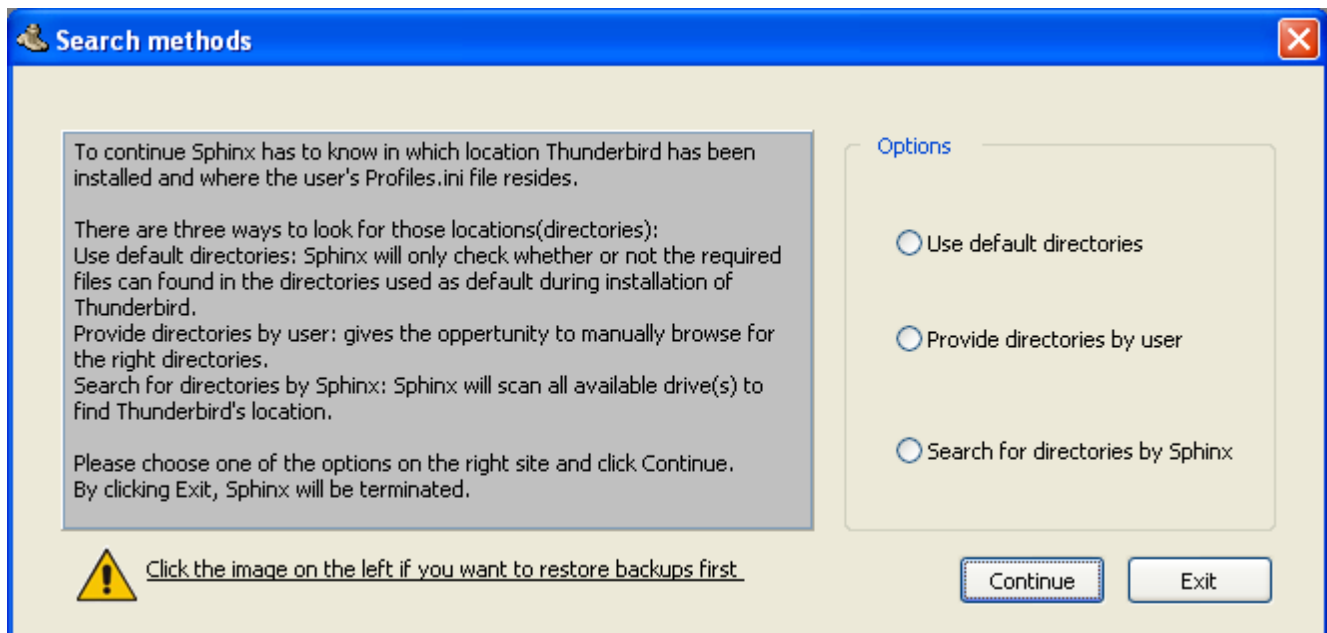 Search methods
To continue Sphinx has to know in which location Thunderbird has been
installed and where the user's Profiles.ini file resides.
There are three ways to look for those locations(directories):
Use default directories: Sphinx will only check whether or not the required
files can found in the directories used as default during installation of
Thunderbird.
Provide directories by user: gives the oppertunity to manually browse for
the right directories.
Search for directories by Sphinx: Sphinx will scan all available drive(s) to
find Thunderbird's location.
Please choose one of the options on the right site and click Continue.
By clicking Exit, Sphinx will be terminated.
Options
Use default directories
Provide directories by user
Search for directories by Sphinx
Click the image on the left if you want to restore backups first
Continue
Exit